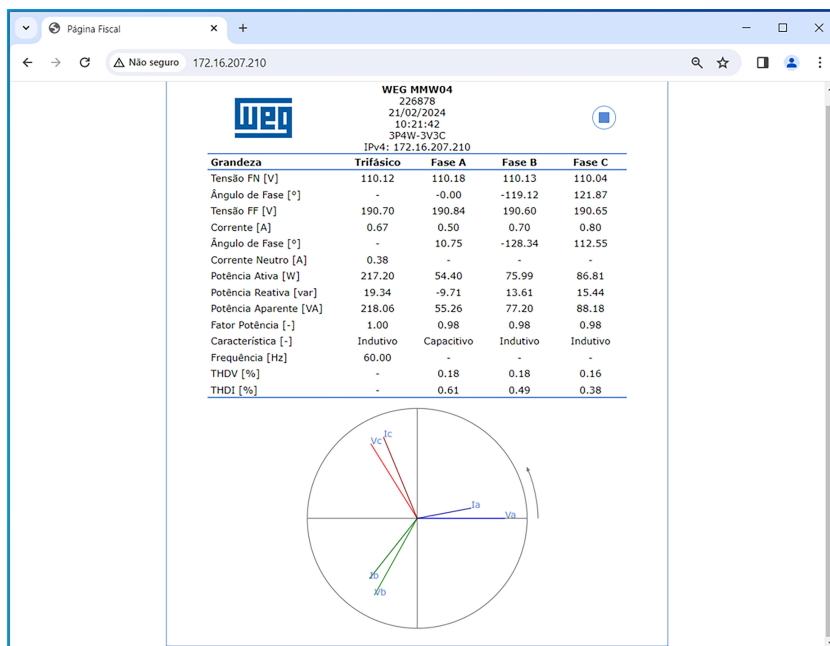 Página Fiscal
Não seguro 172.16.207.210
WEG MMW04
226878
21/02/2024
10:21:42
3P4W-3V3C
IPv4: 172.16.207.210
weg
Grandeza Trifásico Fase A Fase B Fase C
Tensão FN [V] 110.12 110.18 110.13 110.04
Ângulo de Fase [º] - -0.00 -119.12 121.87
Tensão FF [V] 190.70 190.84 190.60 190.65
Corrente [A] 0.67 0.50 0.70 0.80
Ângulo de Fase [º] - 10.75 -128.34 112.55
Corrente Neutro [A] 0.38 - - -
Potência Ativa [W] 217.20 54.40 75.99 86.81
Potência Reativa [var] 19.34 -9.71 13.61 15.44
Potência Aparente [VA] 218.06 55.26 77.20 88.18
Fator Potência [-] 1.00 0.98 0.98 0.98
Característica [-] Indutivo Capacitivo Indutivo Indutivo
Frequência [Hz] 60.00 - - -
THDV [%] - 0.18 0.18 0.16
THDI [%] - 0.61 0.49 0.38
Ic
Vc
Ia
Va
Ib
Vb